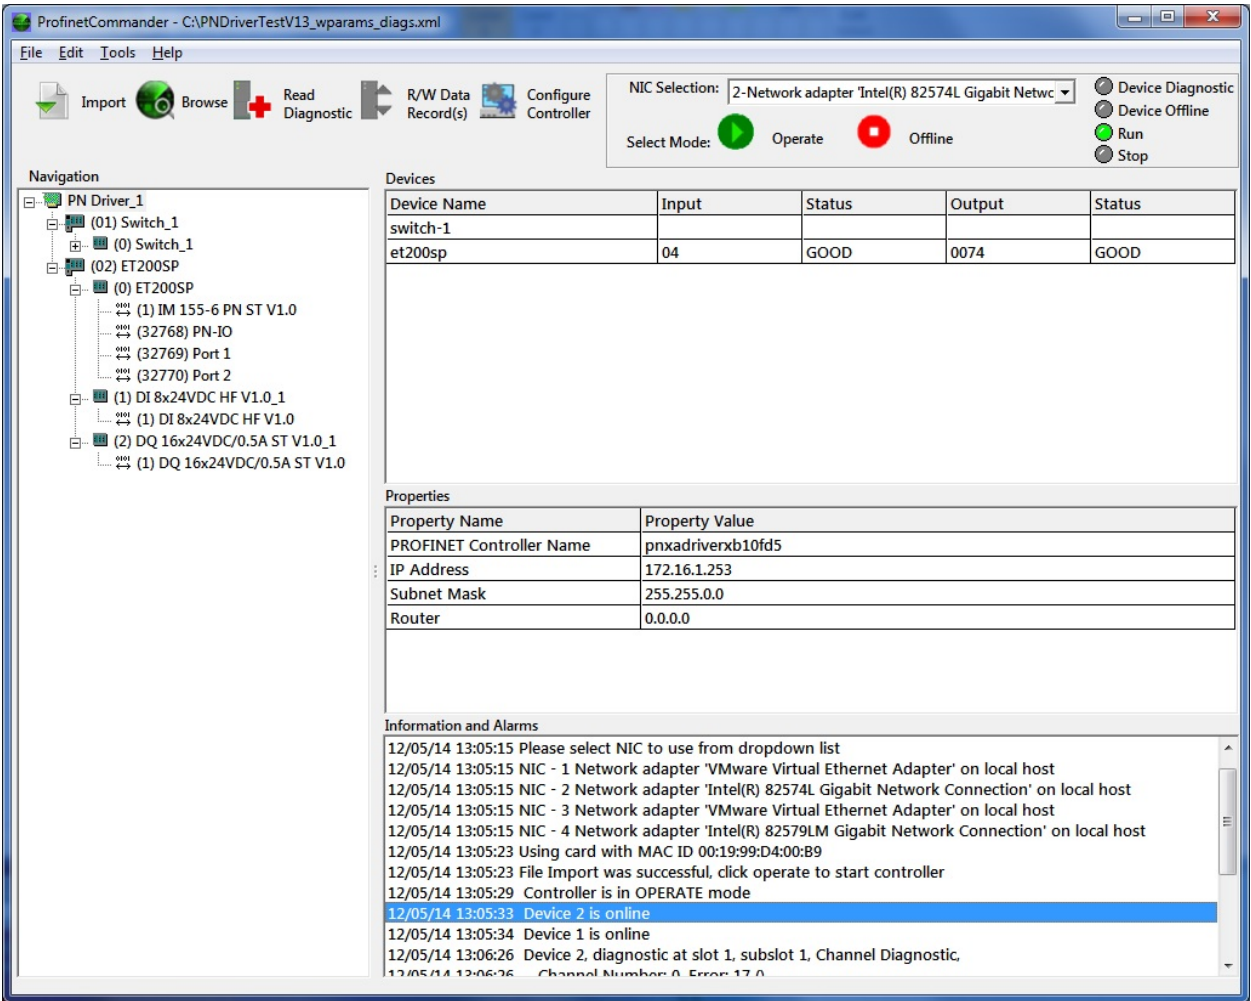 ProfinetCommander - C:\PNDriverTestV13_wparams_diags.xml
File Edit Tools Help
Import
Browse
Read Diagnostic
R/W Data Record(s)
Configure Controller
NIC Selection: 2-Network adapter 'Intel(R) 82574L Gigabit Netwc
Select Mode: Operate Offline
Device Diagnostic
Device Offline
Run
Stop
Navigation
PN Driver_1
(01) Switch_1
(0) Switch_1
(02) ET200SP
(0) ET200SP
(1) IM 155-6 PN ST V1.0
(32768) PN-IO
(32769) Port 1
(32770) Port 2
(1) DI 8x24VDC HF V1.0_1
(1) DI 8x24VDC HF V1.0
(2) DQ 16x24VDC/0.5A ST V1.0_1
(1) DQ 16x24VDC/0.5A ST V1.0
Devices
Device Name Input Status Output Status
switch-1
et200sp 04 GOOD 0074 GOOD
Properties
Property Name Property Value
PROFINET Controller Name pnxadriverxb10fd5
IP Address 172.16.1.253
Subnet Mask 255.255.0.0
Router 0.0.0.0
Information and Alarms
12/05/14 13:05:15 Please select NIC to use from dropdown list
12/05/14 13:05:15 NIC - 1 Network adapter 'VMware Virtual Ethernet Adapter' on local host
12/05/14 13:05:15 NIC - 2 Network adapter 'Intel(R) 82574L Gigabit Network Connection' on local host
12/05/14 13:05:15 NIC - 3 Network adapter 'VMware Virtual Ethernet Adapter' on local host
12/05/14 13:05:15 NIC - 4 Network adapter 'Intel(R) 82579LM Gigabit Network Connection' on local host
12/05/14 13:05:23 Using card with MAC ID 00:19:99:D4:00:B9
12/05/14 13:05:23 File Import was successful, click operate to start controller
12/05/14 13:05:29 Controller is in OPERATE mode
12/05/14 13:05:33 Device 2 is online
12/05/14 13:05:34 Device 1 is online
12/05/14 13:06:26 Device 2, diagnostic at slot 1, subslot 1, Channel Diagnostic,
12/05/14 13:06:26 Channel Number: 0, Error: 17,0